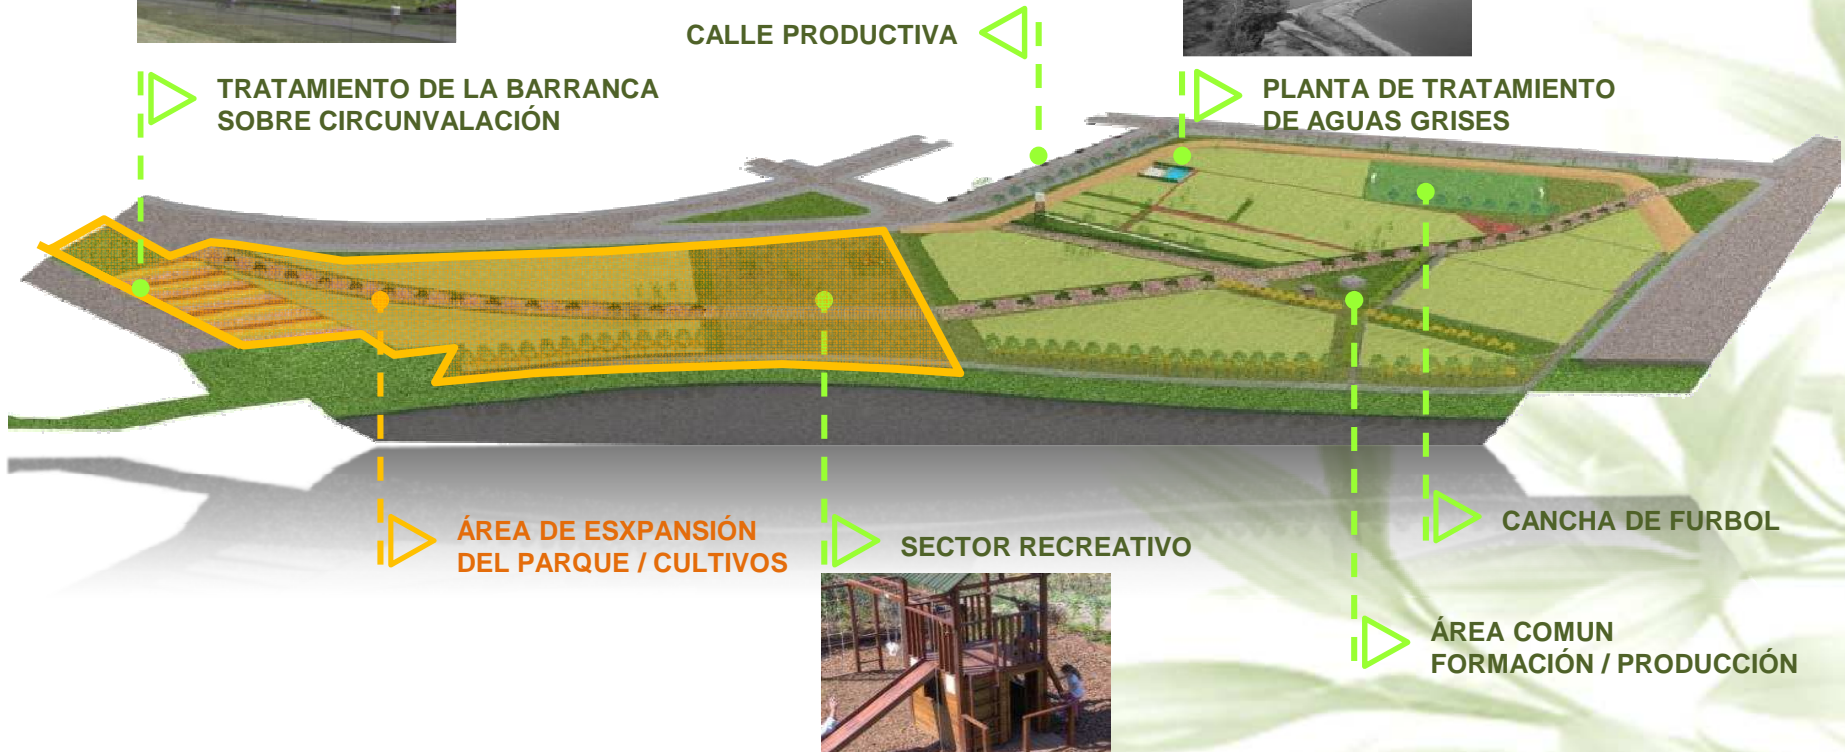 CALLE PRODUCTIVA
TRATAMIENTO DE LA BARRANCA
SOBRE CIRCUNVALACIÓN
PLANTA DE TRATAMIENTO
DE AGUAS GRISES
ÁREA DE ESXPANSIÓN
DEL PARQUE / CULTIVOS
SECTOR RECREATIVO
CANCHA DE FURBOL
ÁREA COMUN
FORMACIÓN / PRODUCCIÓN